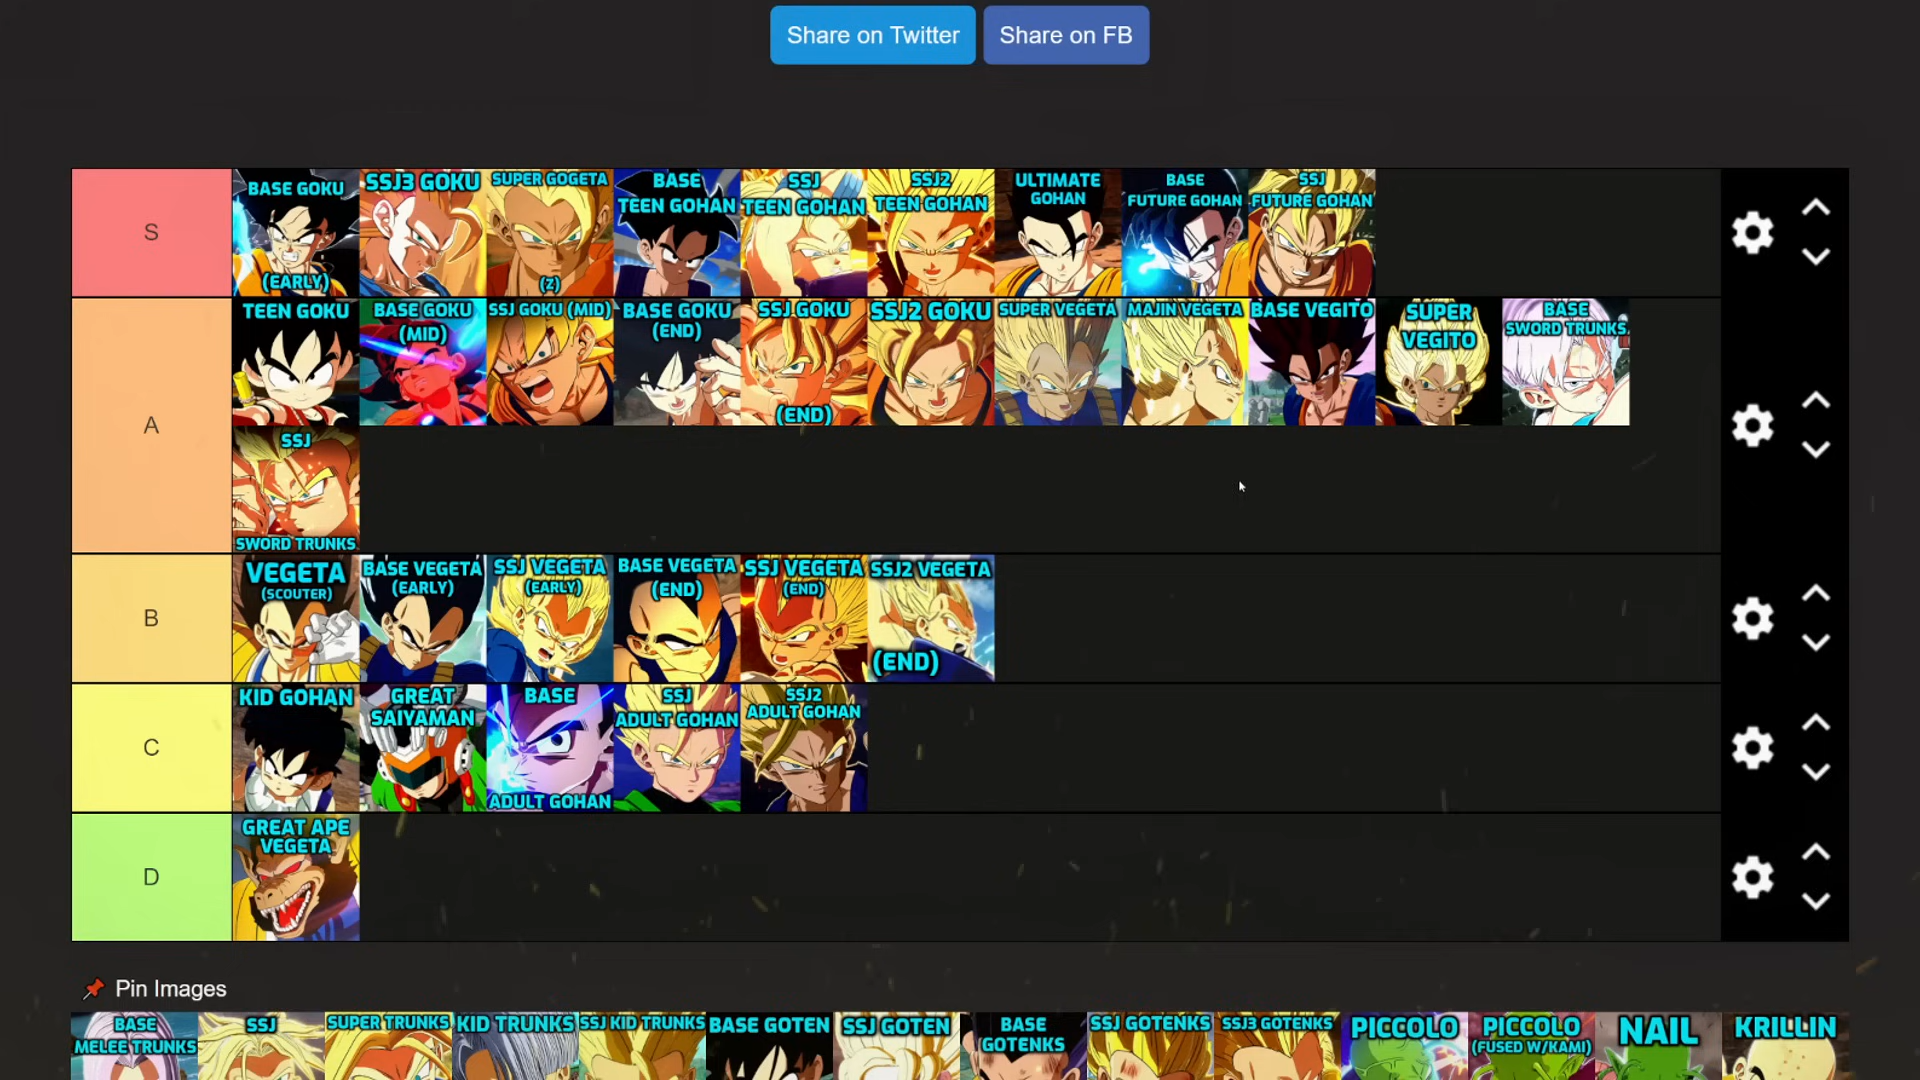 Share on Twitter
Share on FB
S
BASE GOKU
(EARLY)
SSJ3 GOKU
SUPER GOGETA
(Z)
BASE
TEEN GOHAN
SSJ
TEEN GOHAN
SSJ2
TEEN GOHAN
ULTIMATE
GOHAN
BASE
FUTURE GOHAN
SSJ
FUTURE GOHAN
A
TEEN GOKU
BASE GOKU
(MID)
SSJ GOKU (MID)
BASE GOKU
(END)
SSJ GOKU
(END)
SSJ2 GOKU
SUPER VEGETA
MAJIN VEGETA
BASE VEGITO
SUPER
VEGITO
BASE
SWORD TRUNKS
SSJ
SWORD TRUNKS
B
VEGETA
(SCOUTER)
BASE VEGETA
(EARLY)
SSJ VEGETA
(EARLY)
BASE VEGETA
(END)
SSJ VEGETA
(END)
SSJ2 VEGETA
(END)
C
KID GOHAN
GREAT
SAIYAMAN
BASE
ADULT GOHAN
SSJ
ADULT GOHAN
SSJ2
ADULT GOHAN
D
GREAT APE
VEGETA
Pin Images
BASE
MELEE TRUNKS
SSJ
SUPER TRUNKS
KID TRUNKS
SSJ KID TRUNKS
BASE GOTEN
SSJ GOTEN
BASE
GOTENKS
SSJ GOTENKS
SSJ3 GOTENKS
PICCOLO
PICCOLO
(FUSED W/KAMI)
NAIL
KRILLIN